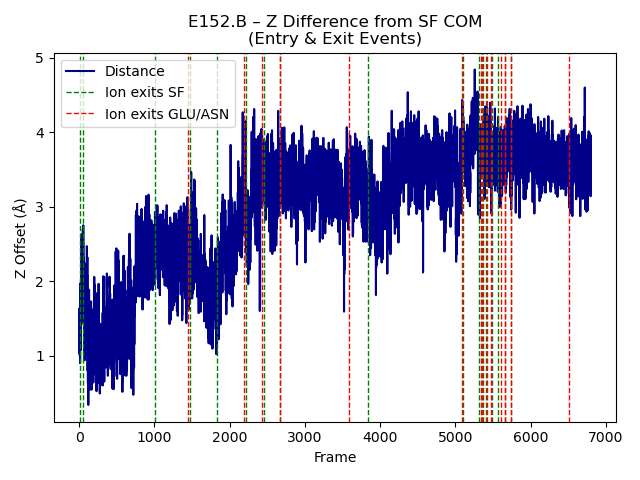 E152.B – Z Difference from SF COM
(Entry & Exit Events)
Distance
Ion exits SF
Ion exits GLU/ASN
Z Offset (Å)
5
4
3
2
1
0
1000
2000
3000
4000
5000
6000
7000
Frame